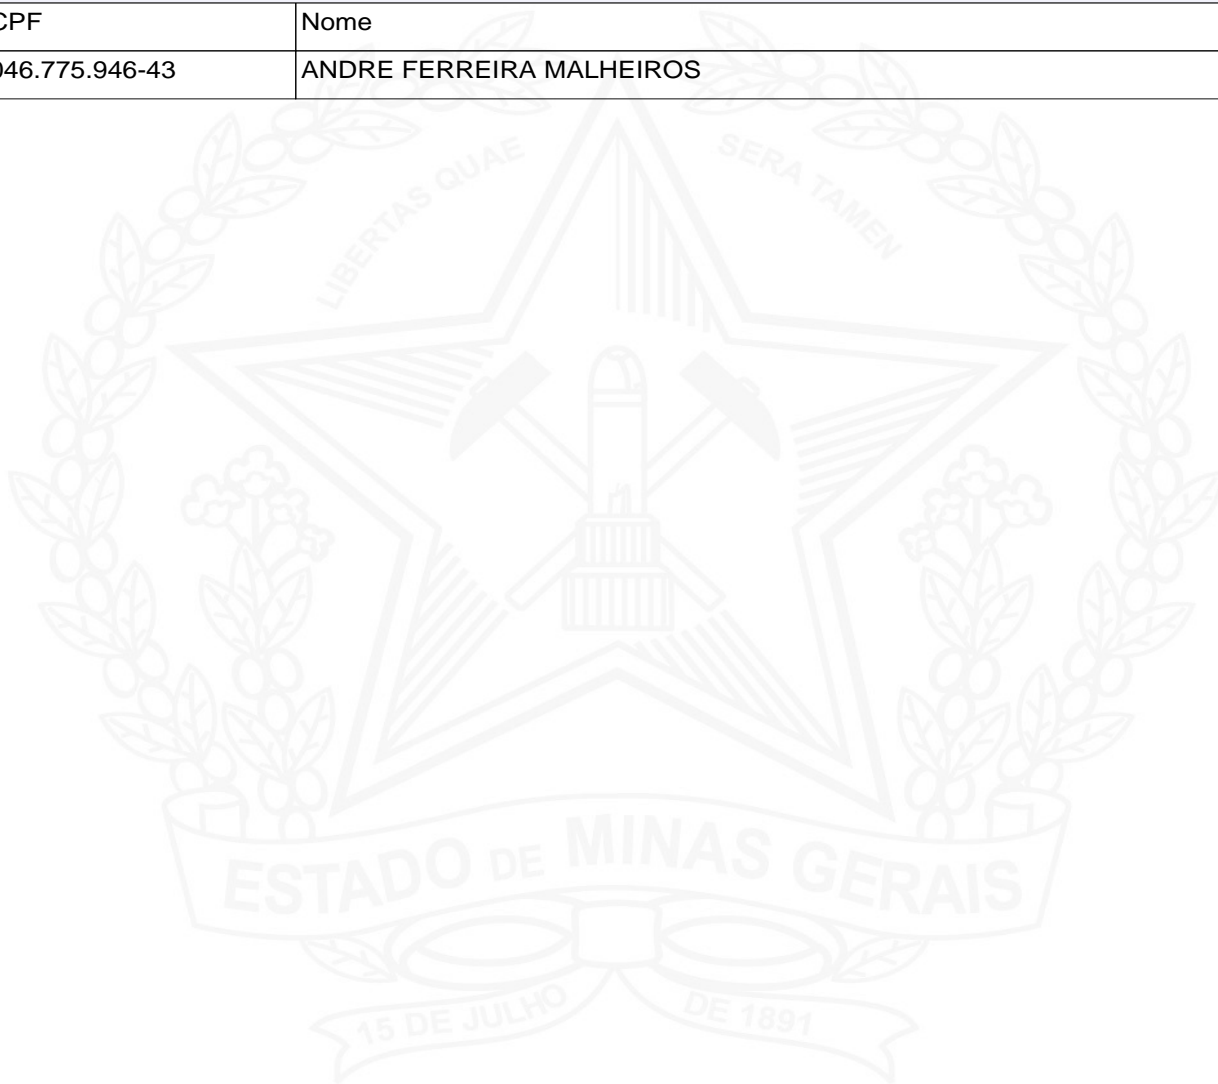 CPF Nome
046.775.946-43 ANDRE FERREIRA MALHEIROS
LIBERTAS QUAE SERA TAMEN
ESTADO DE MINAS GERAIS
15 DE JULHO DE 1891